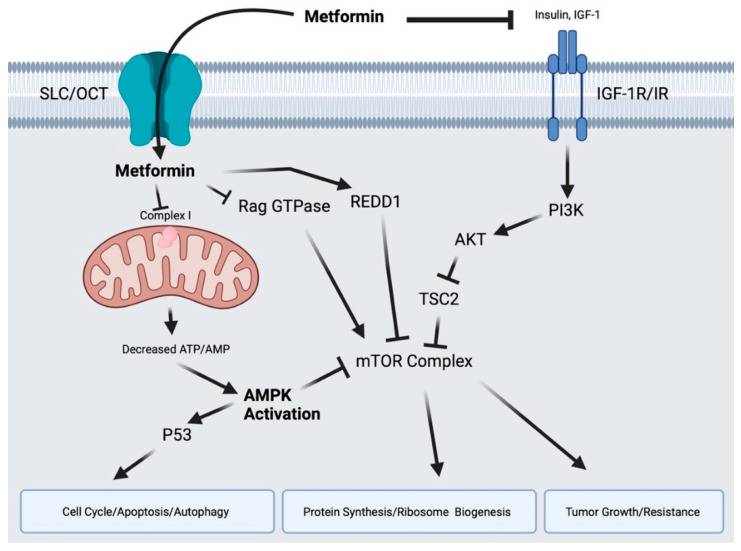 Metformin
Insulin, IGF-1
SLC/OCT
IGF-1R/IR
Metformin
Complex I
Rag GTPase
REDD1
PI3K
AKT
TSC2
Decreased ATP/AMP
mTOR Complex
AMPK
Activation
P53
Cell Cycle/Apoptosis/Autophagy
Protein Synthesis/Ribosome Biogenesis
Tumor Growth/Resistance